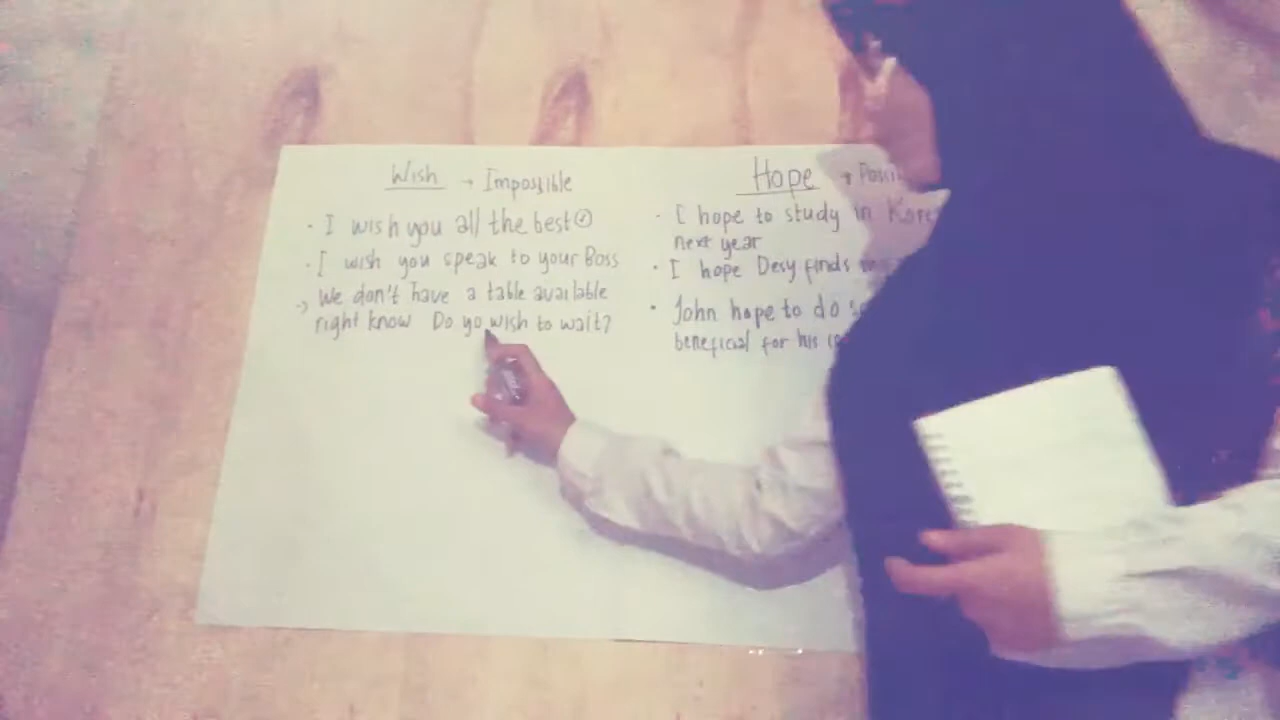 Wish → Impossible
• I wish you all the best
• I wish you speak to your Boss
→ We don't have a table available
right know Do yo wish to wait?
Hope →
• I hope to study in
next year
• I hope Desy finds
• John hope to do
beneficial for his